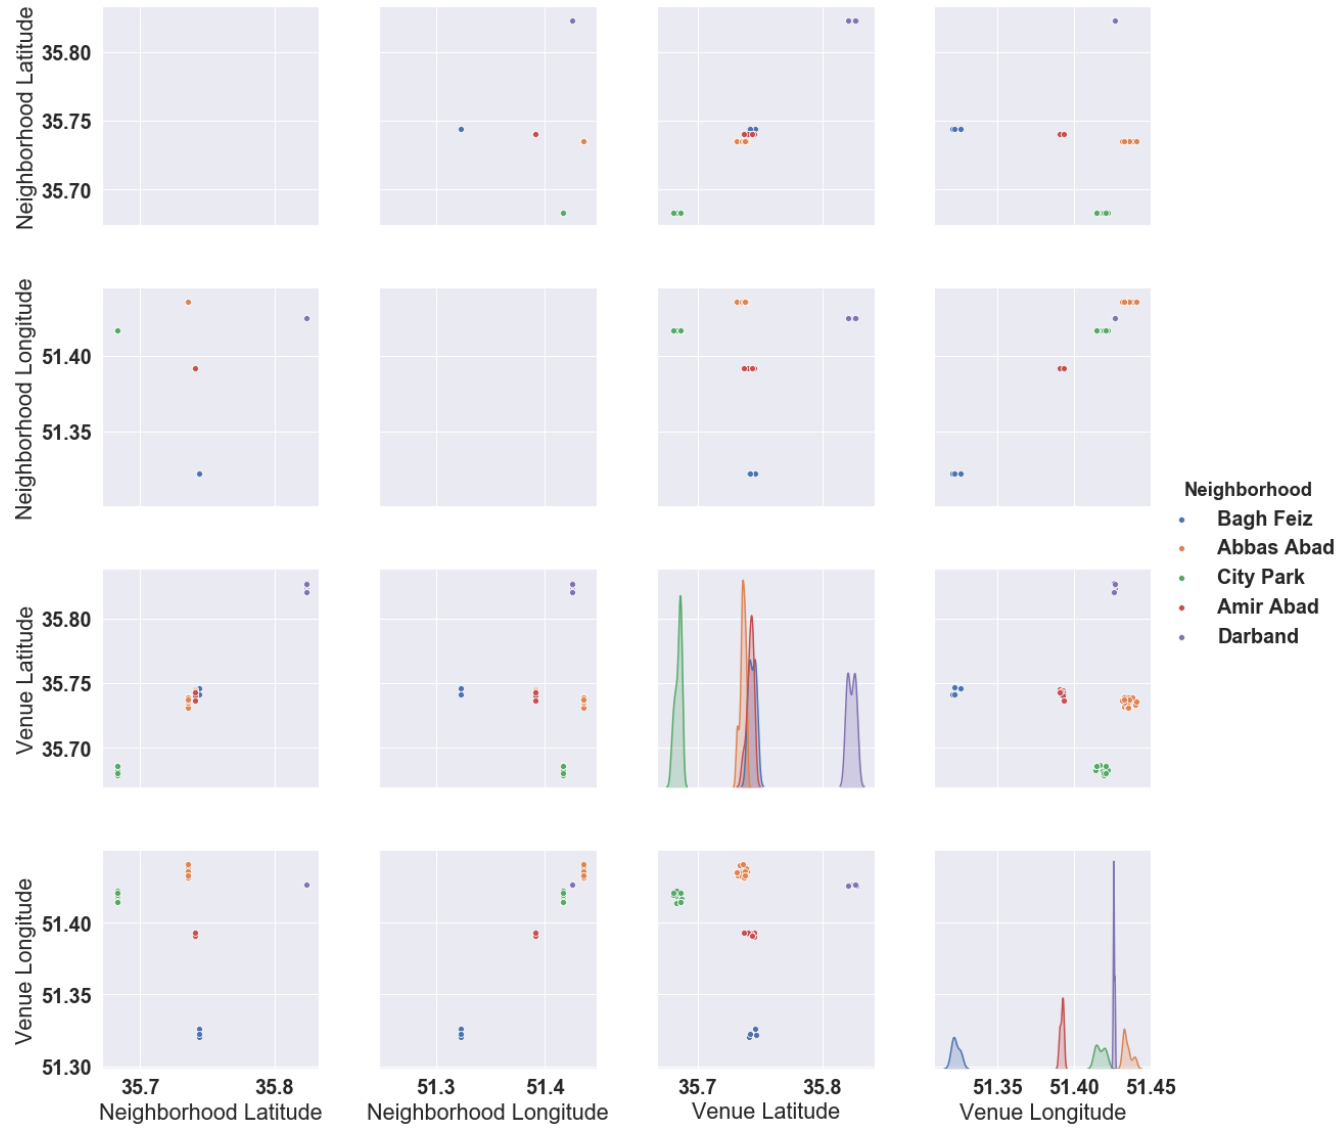 Neighborhood Latitude
35.80
35.75
35.70
Neighborhood Longitude
51.40
51.35
Venue Latitude
35.80
35.75
35.70
Venue Longitude
51.40
51.35
51.30
35.7 35.8
Neighborhood Latitude
51.3 51.4
Neighborhood Longitude
35.7 35.8
Venue Latitude
51.35 51.40 51.45
Venue Longitude
Neighborhood
Bagh Feiz
Abbas Abad
City Park
Amir Abad
Darband